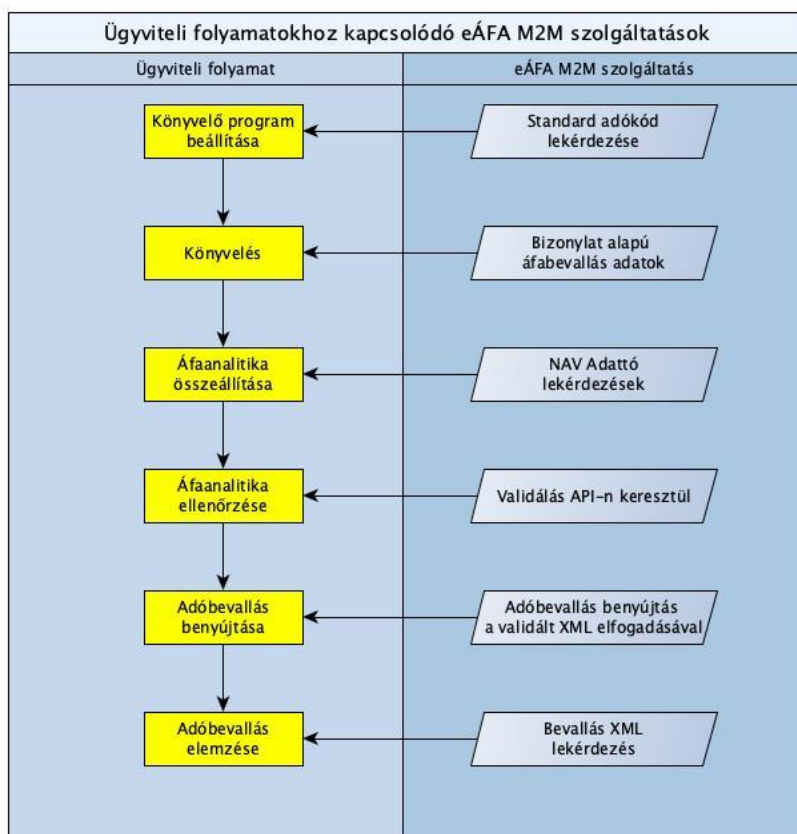 Ügyviteli folyamatokhoz kapcsolódó eÁFA M2M szolgáltatások
Ügyviteli folyamat
eÁFA M2M szolgáltatás
Könyvelő program
beállítása
Standard adókód
lekérdezése
Könyvelés
Bizonylat alapú
áfabevallás adatok
Áfaanalitika
összeállítása
NAV Adattó
lekérdezések
Áfaanalitika
ellenőrzése
Validálás API-n keresztül
Adóbevallás
benyújtása
Adóbevallás benyújtás
a validált XML elfogadásával
Adóbevallás
elemzése
Bevallás XML
lekérdezés